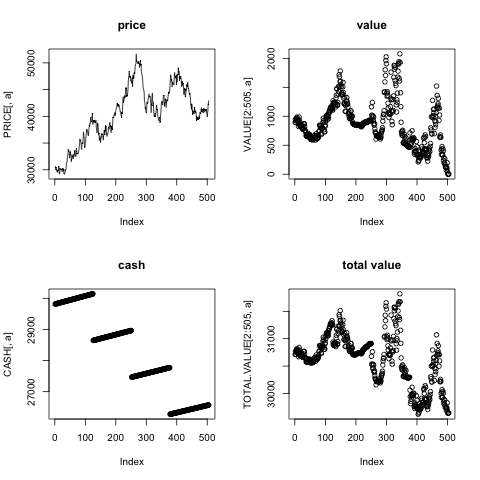 price
PRICE[, a]
30000 40000 50000
0 100 200 300 400 500
Index
value
VALUE[2:505, a]
0 500 1000 2000
0 100 200 300 400 500
Index
cash
CASH[, a]
27000 29000
0 100 200 300 400 500
Index
total value
TOTAL.VALUE[2:505, a]
30000 31000
0 100 200 300 400 500
Index